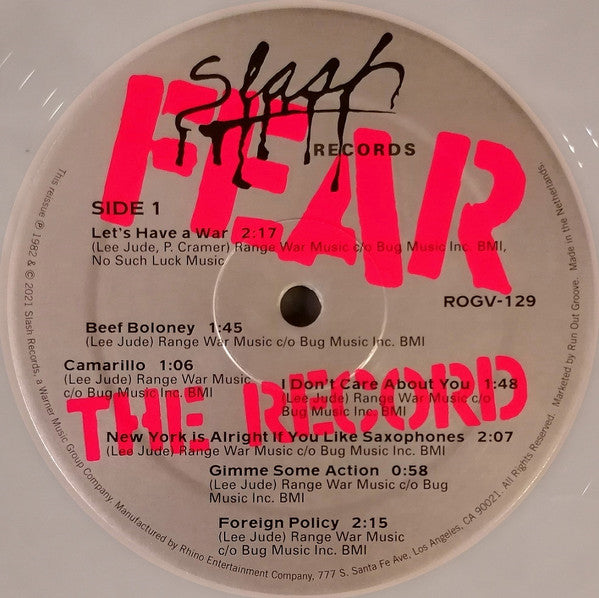 Slash
RECORDS
FEAR
SIDE 1
Let's Have a War 2:17
(Lee Jude, P. Cramer) Range War Music c/o Bug Music Inc. BMI,
No Such Luck Music
ROGV-129
Beef Boloney 1:45
(Lee Jude) Range War Music c/o Bug Music Inc. BMI
Camarillo 1:06
(Lee Jude) Range War Music
c/o Bug Music Inc. BMI
I Don't Care About You 1:48
(Lee Jude) Range War Music c/o
Bug Music Inc. BMI
THE RECORD
New York is Alright If You Like Saxophones 2:07
(Lee Jude) Range War Music c/o Bug Music Inc. BMI
Gimme Some Action 0:58
(Lee Jude) Range War Music c/o Bug
Music Inc. BMI
Foreign Policy 2:15
(Lee Jude) Range War Music
c/o Bug Music Inc. BMI
This reissue ℗ 1982 & © 2021 Slash Records, a Warner Music Group Company. Manufactured by Rhino Entertainment Company, 777 S. Santa Fe Ave, Los Angeles, CA 90021. All Rights Reserved. Marketed by Run Out Groove. Made in the Netherlands.